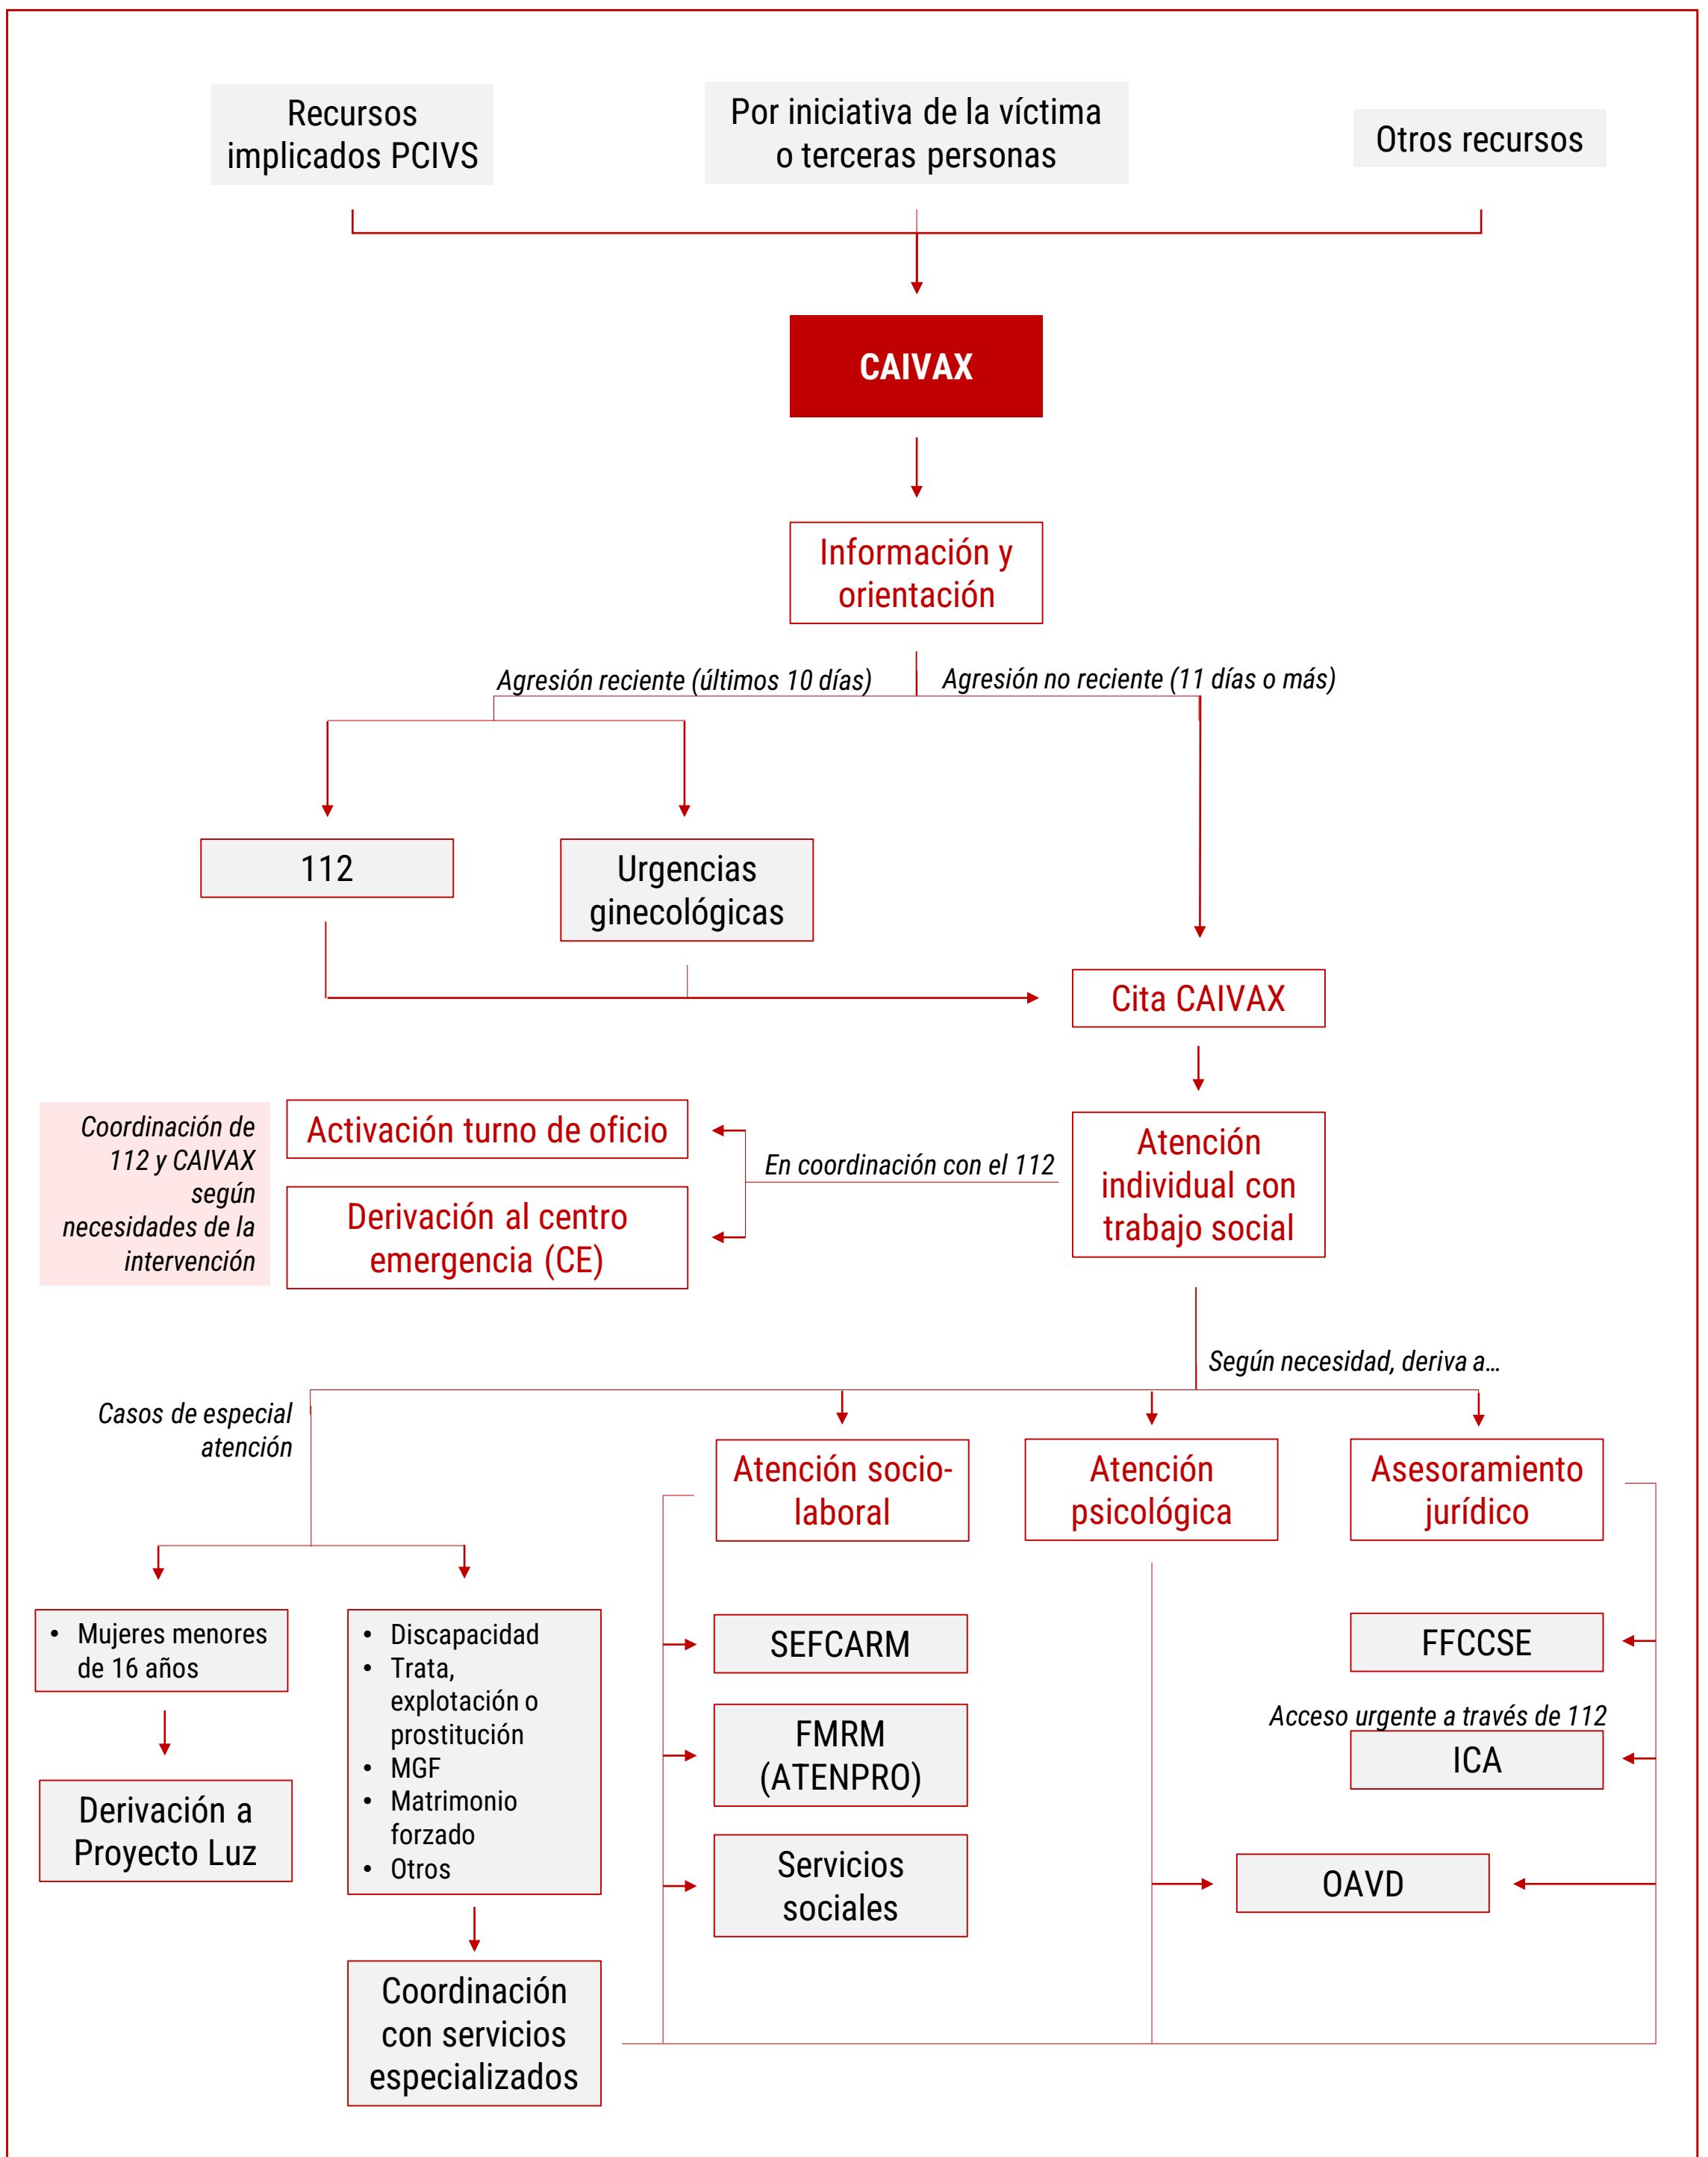 Recursos
implicados PCIVS
Por iniciativa de la víctima
o terceras personas
Otros recursos
CAIVAX
Información y
orientación
Agresión reciente (últimos 10 días)
Agresión no reciente (11 días o más)
112
Urgencias
ginecológicas
Cita CAIVAX
Coordinación de
112 y CAIVAX
según
necesidades de la
intervención
Activación turno de oficio
Derivación al centro
emergencia (CE)
En coordinación con el 112
Atención
individual con
trabajo social
Según necesidad, deriva a...
Casos de especial
atención
Atención socio-
laboral
Atención
psicológica
Asesoramiento
jurídico
• Mujeres menores
de 16 años
Derivación a
Proyecto Luz
• Discapacidad
• Trata,
explotación o
prostitución
• MGF
• Matrimonio
forzado
• Otros
Coordinación
con servicios
especializados
SEFCARM
FMRM
(ATENPRO)
Servicios
sociales
FFCCSE
Acceso urgente a través de 112
ICA
OAVD